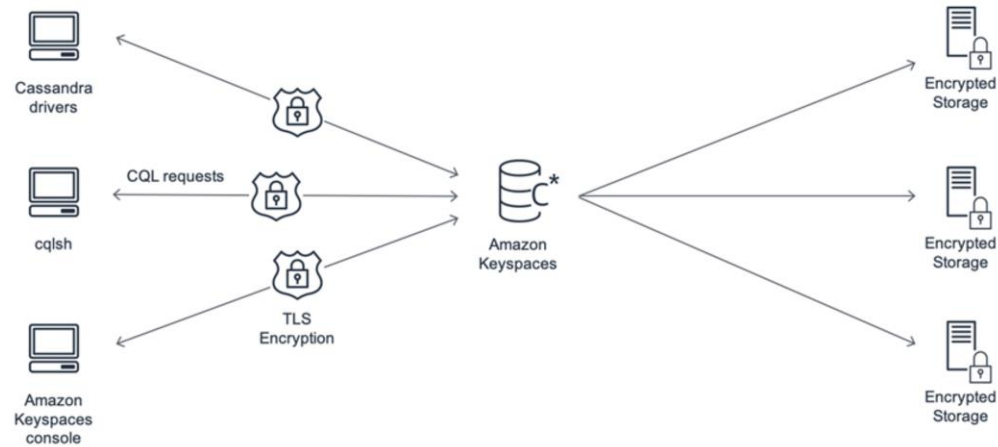 Cassandra
drivers
CQL requests
cqlsh
TLS
Encryption
Amazon
Keyspaces
console
C*
Amazon
Keyspaces
Encrypted
Storage
Encrypted
Storage
Encrypted
Storage